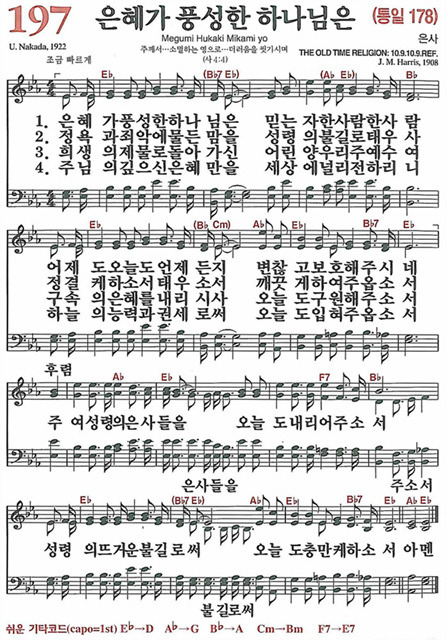 197 은혜가 풍성한 하나님은 (통일 178)
U. Nakada, 1922
Megumi Hukaki Mikami yo
은사
주께서…소멸하는 영으로…더러움을 씻기시며
THE OLD TIME RELIGION: 10.9.10.9.REF.
조금 빠르게
(사 4:4)
J. M. Harris, 1908
E♭ (B♭7 E♭) (A♭ E♭)
1. 은혜 가풍성한하나 님은 믿는 자한사람한사 람
2. 정욕 과죄악에물든 맘을 성령 의불길로태우 사
3. 희생 의제물로돌아 가신 어린 양우리주예수 여
4. 주님 의깊으신은혜 만을 세상 에널리전하리 니
E♭ (B♭ Cm) A♭ E♭ B♭7 E♭
어제 도오늘도언제 든지 변찮 고보호해주시 네
정결 케하소서태우 소서 깨끗 게하여주옵소 서
구속 의은혜를내리 시사 오늘 도구원해주소 서
하늘 의능력과권세 로써 오늘 도입혀주옵소 서
후렴
A♭ E♭ F7 B♭
주 여성령의은사들을 오늘 도내리어주소 서
은사들을 주소서
E♭ (B♭7 E♭) A♭ E♭ B♭7 E♭ A♭ E♭
성령 의뜨거운불길로써 오늘 도충만케하소 서 아멘
불길로써
쉬운 기타코드(capo=1st) E♭→D A♭→G B♭→A Cm→Bm F7→E7